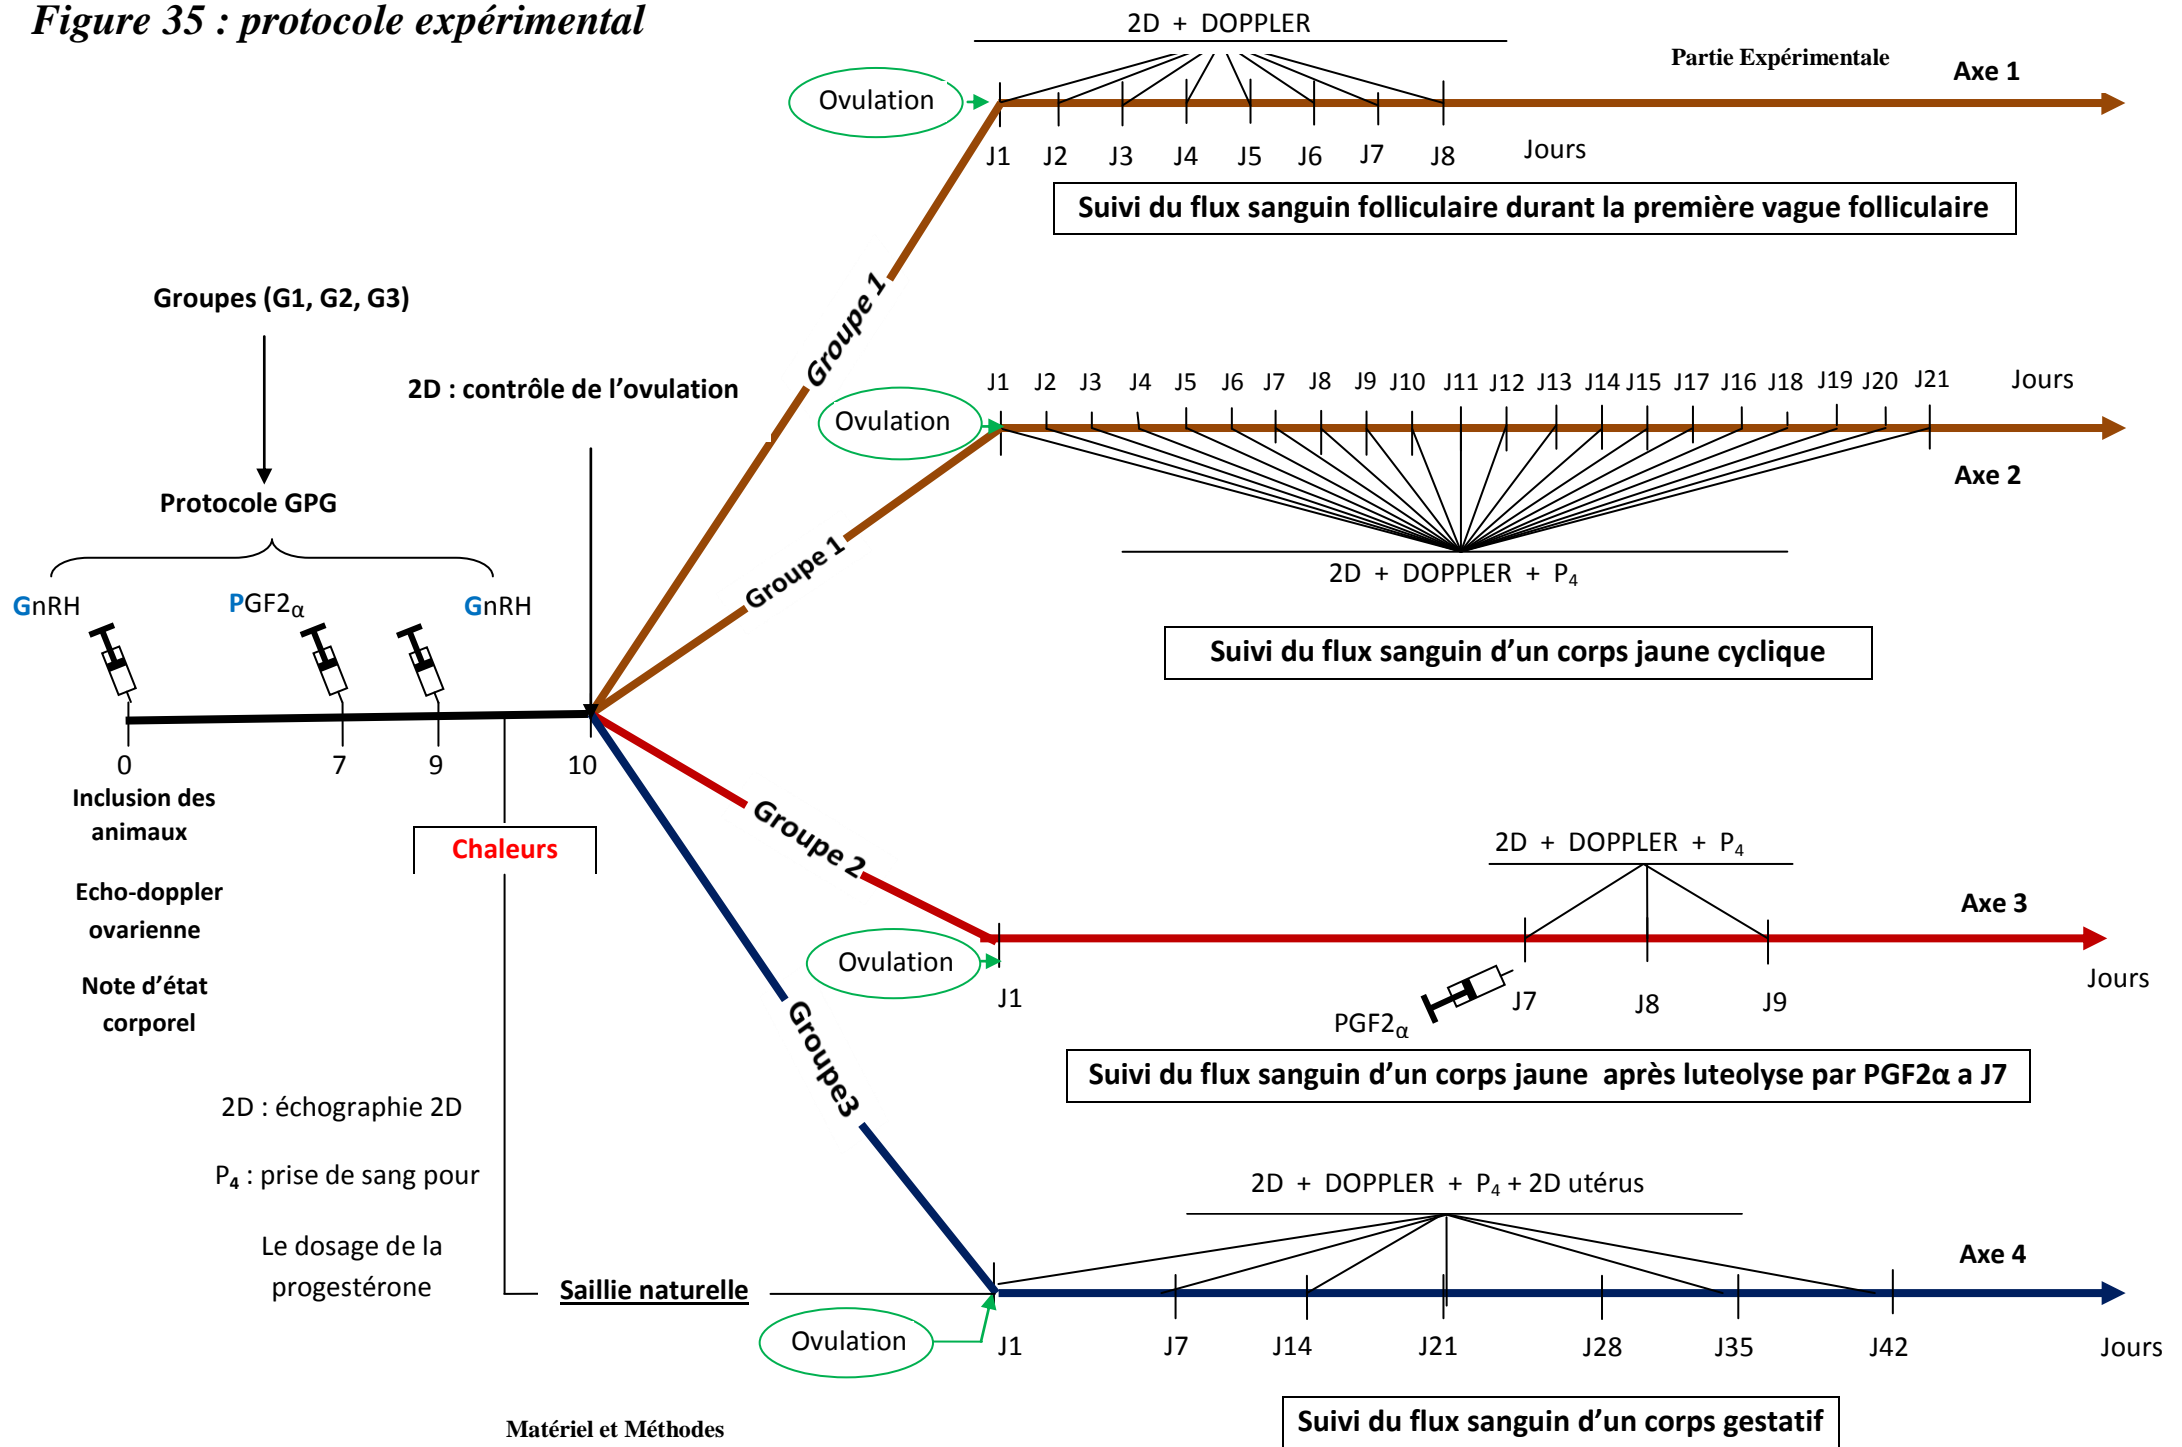 Figure 35 : protocole expérimental
2D + DOPPLER
Partie Expérimentale
Axe 1
Ovulation
J1 J2 J3 J4 J5 J6 J7 J8 Jours
Suivi du flux sanguin folliculaire durant la première vague folliculaire
Groupe 1
Groupes (G1, G2, G3)
2D : contrôle de l’ovulation
J1 J2 J3 J4 J5 J6 J7 J8 J9 J10 J11 J12 J13 J14 J15 J17 J16 J18 J19 J20 J21 Jours
Ovulation
Axe 2
Protocole GPG
Groupe 1
2D + DOPPLER + P4
GnRH PGF2α GnRH
Suivi du flux sanguin d’un corps jaune cyclique
0 7 9 10
Inclusion des
animaux
Chaleurs
Groupe 2
2D + DOPPLER + P4
Echo-doppler
ovarienne
Axe 3
Ovulation
Note d’état
corporel
Jours
J1 J7 J8 J9
PGF2α
Groupe3
Suivi du flux sanguin d’un corps jaune après luteolyse par PGF2α a J7
2D : échographie 2D
P4 : prise de sang pour
2D + DOPPLER + P4 + 2D utérus
Le dosage de la
progestérone
Axe 4
Saillie naturelle
Ovulation
J1 J7 J14 J21 J28 J35 J42 Jours
Suivi du flux sanguin d’un corps gestatif
Matériel et Méthodes